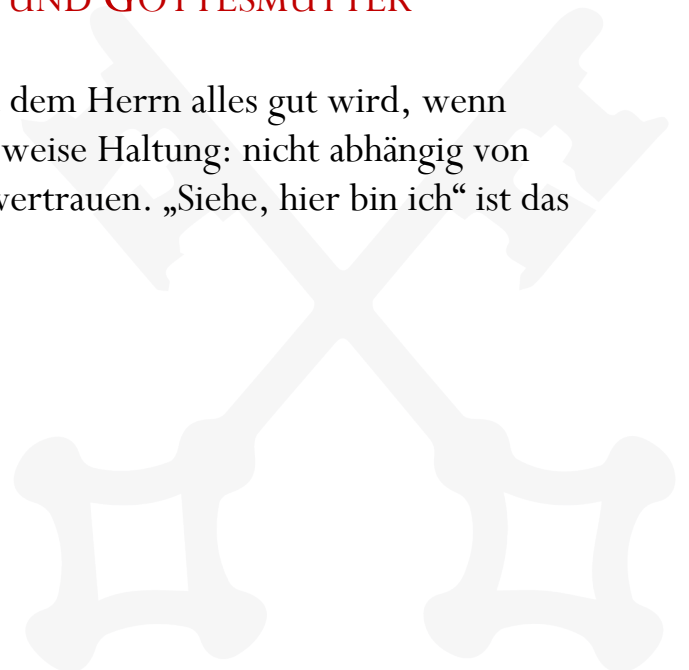 UND GOTTESMUTTER
dem Herrn alles gut wird, wenn
weise Haltung: nicht abhängig von
vertrauen. „Siehe, hier bin ich“ ist das